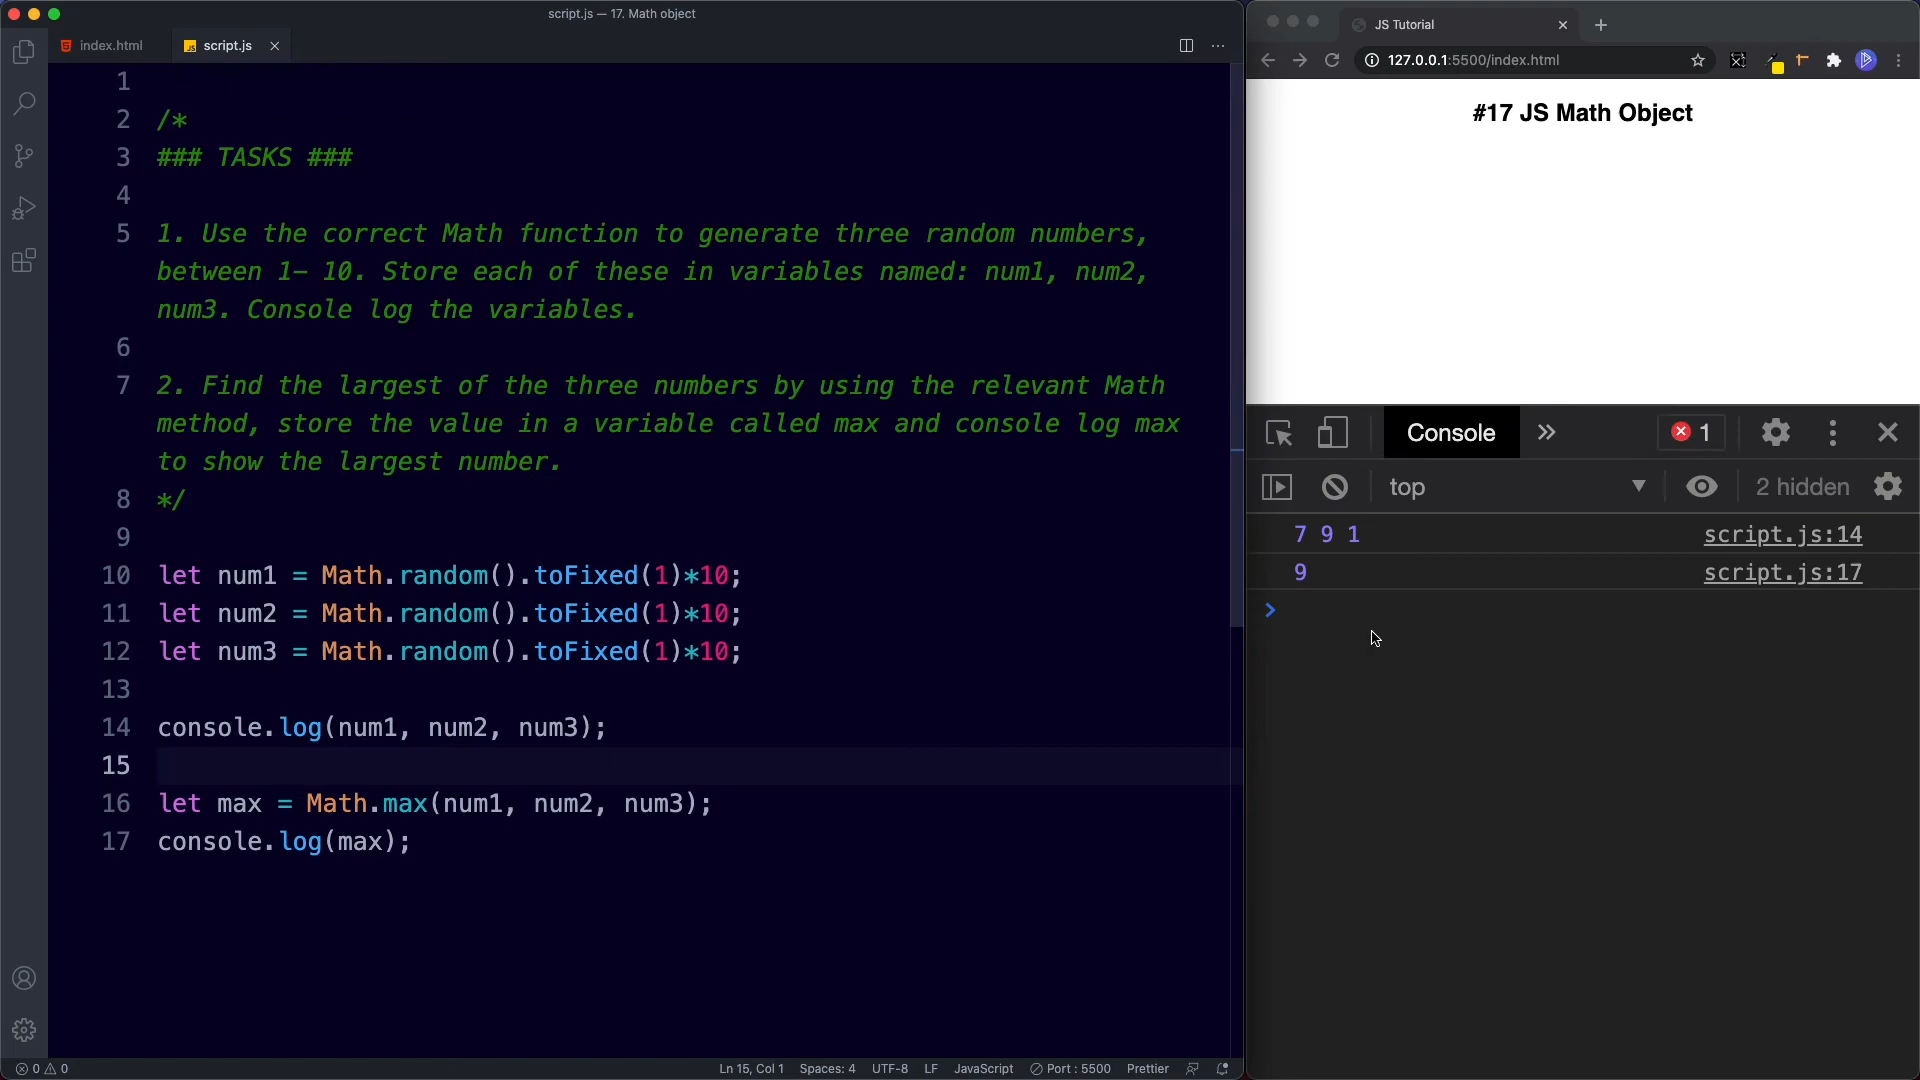 script.js — 17. Math object
index.html
script.js
1
2 /*
3 ### TASKS ###
4
5 1. Use the correct Math function to generate three random numbers,
between 1- 10. Store each of these in variables named: num1, num2,
num3. Console log the variables.
6
7 2. Find the largest of the three numbers by using the relevant Math
method, store the value in a variable called max and console log max
to show the largest number.
8 */
9
10 let num1 = Math.random().toFixed(1)*10;
11 let num2 = Math.random().toFixed(1)*10;
12 let num3 = Math.random().toFixed(1)*10;
13
14 console.log(num1, num2, num3);
15
16 let max = Math.max(num1, num2, num3);
17 console.log(max);
0 0
Ln 15, Col 1 Spaces: 4 UTF-8 LF JavaScript Port : 5500 Prettier
JS Tutorial
127.0.0.1:5500/index.html
#17 JS Math Object
Console 1
top 2 hidden
7 9 1 script.js:14
9 script.js:17